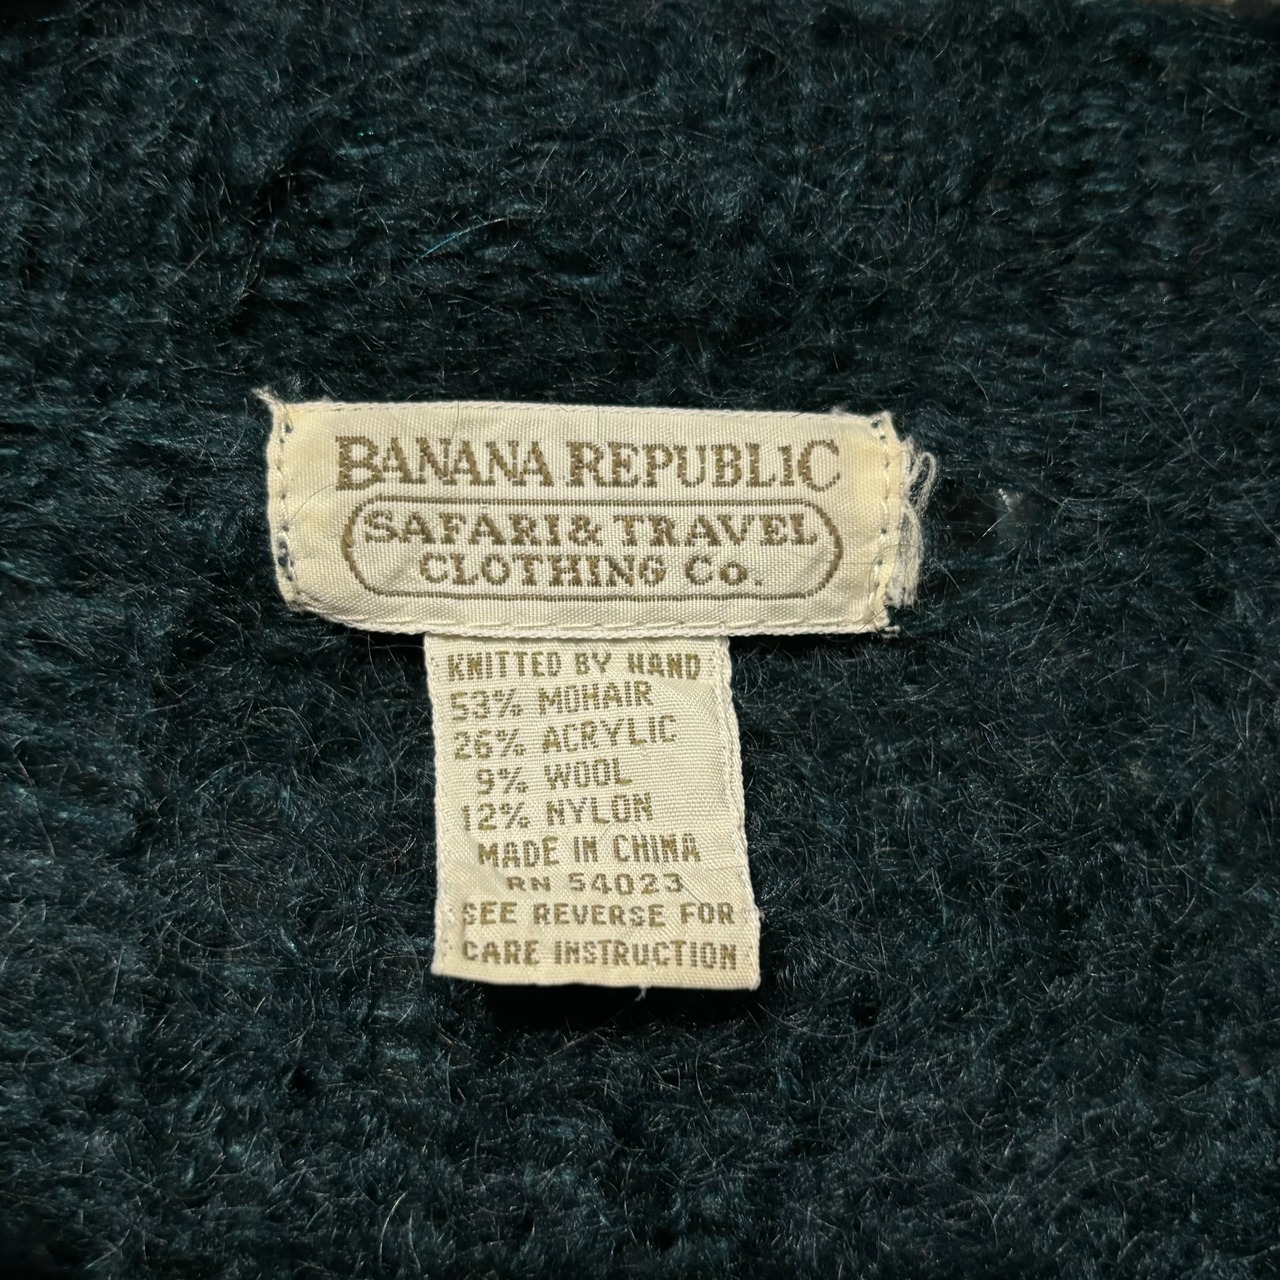 BANANA REPUBLIC
SAFARI & TRAVEL
CLOTHING Co.
KNITTED BY HAND
53% MOHAIR
26% ACRYLIC
9% WOOL
12% NYLON
MADE IN CHINA
RN 54023
SEE REVERSE FOR
CARE INSTRUCTION